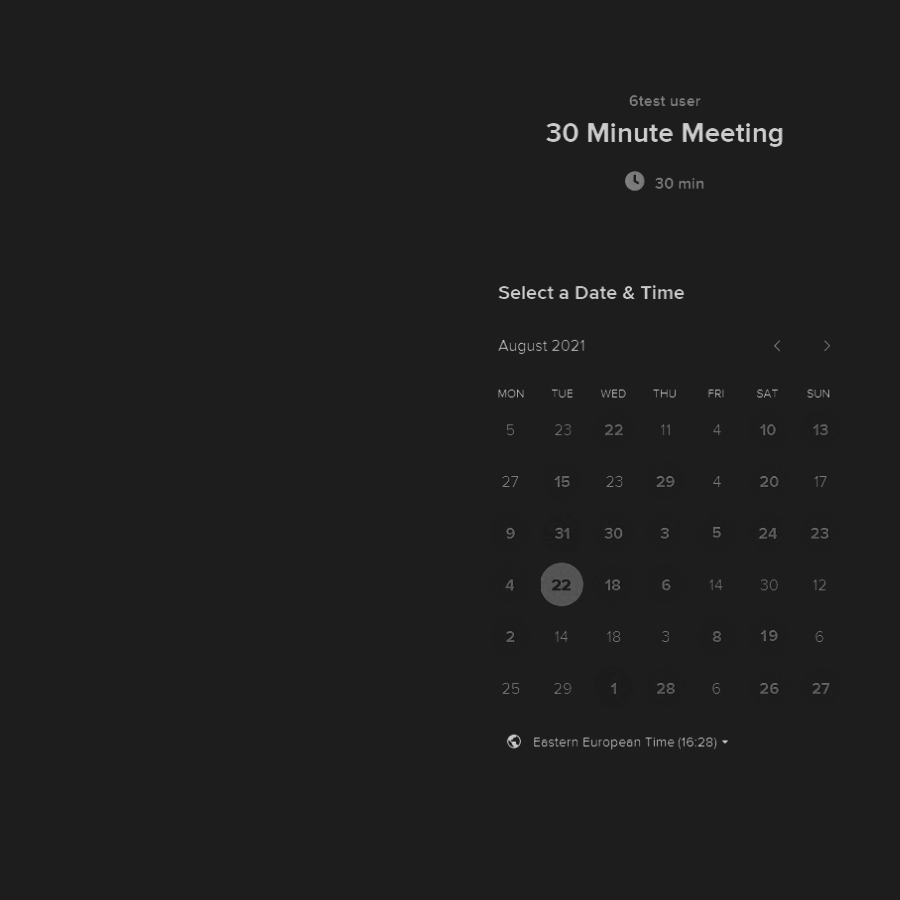 6test user
30 Minute Meeting
30 min
Select a Date & Time
August 2021
MON TUE WED THU FRI SAT SUN
5 23 22 11 4 10 13
27 15 23 29 4 20 17
9 31 30 3 5 24 23
4 22 18 6 14 30 12
2 14 18 3 8 19 6
25 29 1 28 6 26 27
Eastern European Time (16:28)